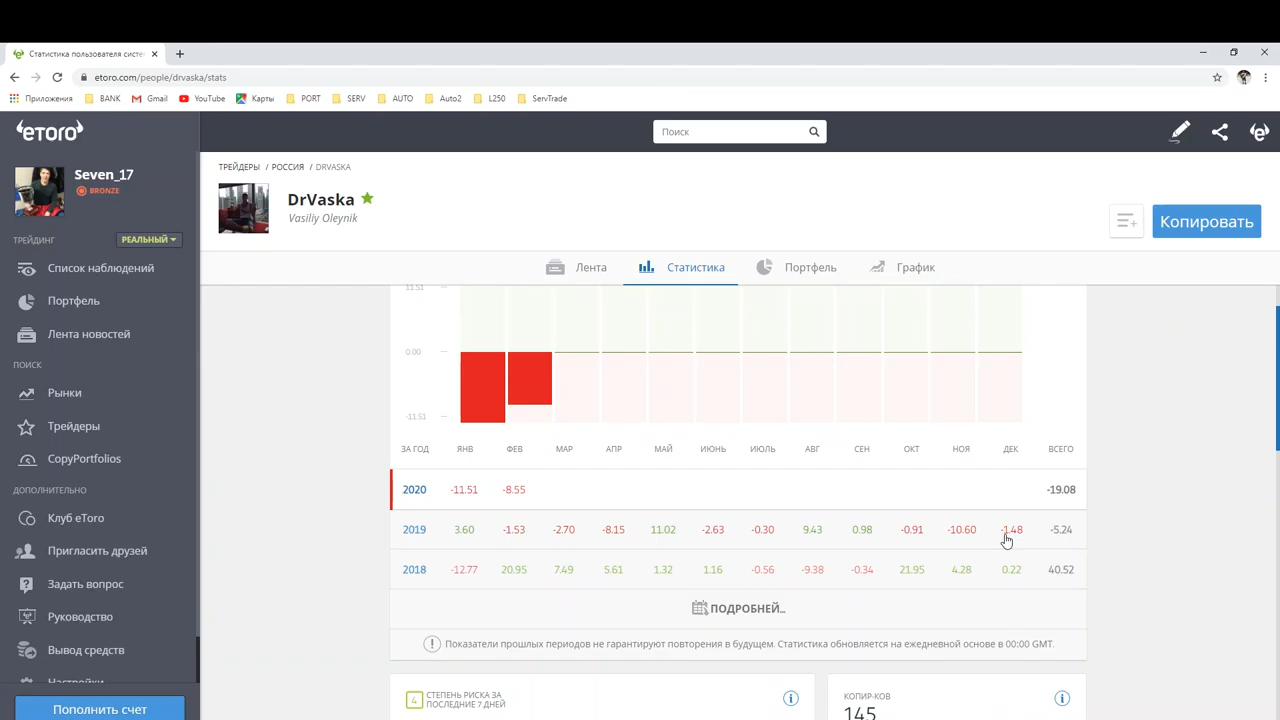 Статистика пользователя систе
etoro.com/people/drvaska/stats
Приложения BANK Gmail YouTube Карты PORT SERV AUTO Auto2 L250 ServTrade
etoro
Поиск
Seven_17
BRONZE
ТРЕЙДИНГ РЕАЛЬНЫЙ
Список наблюдений
Портфель
Лента новостей
ПОИСК
Рынки
Трейдеры
CopyPortfolios
ДОПОЛНИТЕЛЬНО
Клуб eToro
Пригласить друзей
Задать вопрос
Руководство
Вывод средств
Настройки
Пополнить счет
ТРЕЙДЕРЫ / РОССИЯ / DRVASKA
DrVaska
Vasiliy Oleynik
Копировать
Лента Статистика Портфель График
11.51
0.00
-11.51
ЗА ГОД ЯНВ ФЕВ МАР АПР МАЙ ИЮНЬ ИЮЛЬ АВГ СЕН ОКТ НОЯ ДЕК ВСЕГО
2020 -11.51 -8.55 -19.08
2019 3.60 -1.53 -2.70 -8.15 11.02 -2.63 -0.30 9.43 0.98 -0.91 -10.60 -1.48 -5.24
2018 -12.77 20.95 7.49 5.61 1.32 1.16 -0.56 -9.38 -0.34 21.95 4.28 0.22 40.52
ПОДРОБНЕЙ...
Показатели прошлых периодов не гарантируют повторения в будущем. Статистика обновляется на ежедневной основе в 00:00 GMT.
4 СТЕПЕНЬ РИСКА ЗА
ПОСЛЕДНИЕ 7 ДНЕЙ
КОПИР-КОВ
145